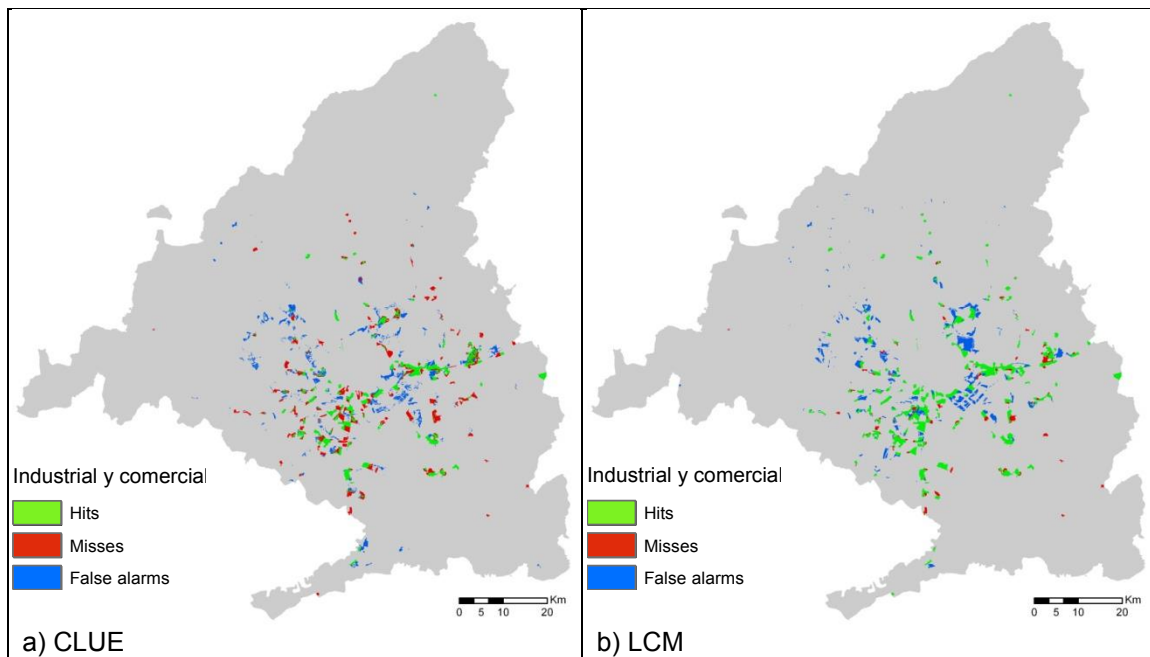 Industrial y comercial
Hits
Misses
False alarms
Km
0 5 10 20
a) CLUE
Industrial y comercial
Hits
Misses
False alarms
Km
0 5 10 20
b) LCM